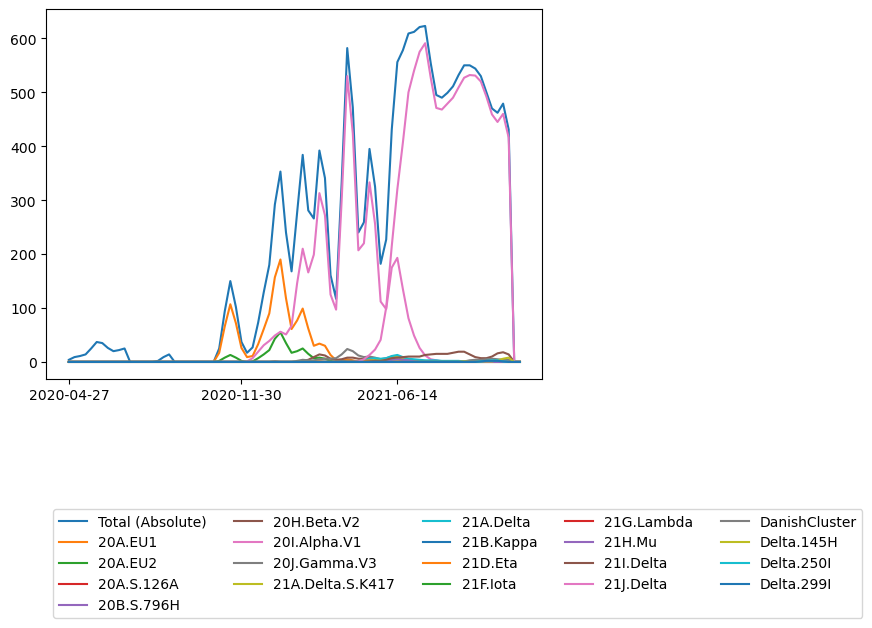 600
500
400
300
200
100
0
2020-04-27 2020-11-30 2021-06-14
Total (Absolute) 20H.Beta.V2 21A.Delta 21G.Lambda DanishCluster
20A.EU1 20I.Alpha.V1 21B.Kappa 21H.Mu Delta.145H
20A.EU2 20J.Gamma.V3 21D.Eta 21I.Delta Delta.250I
20A.S.126A 21A.Delta.S.K417 21F.Iota 21J.Delta Delta.299I
20B.S.796H